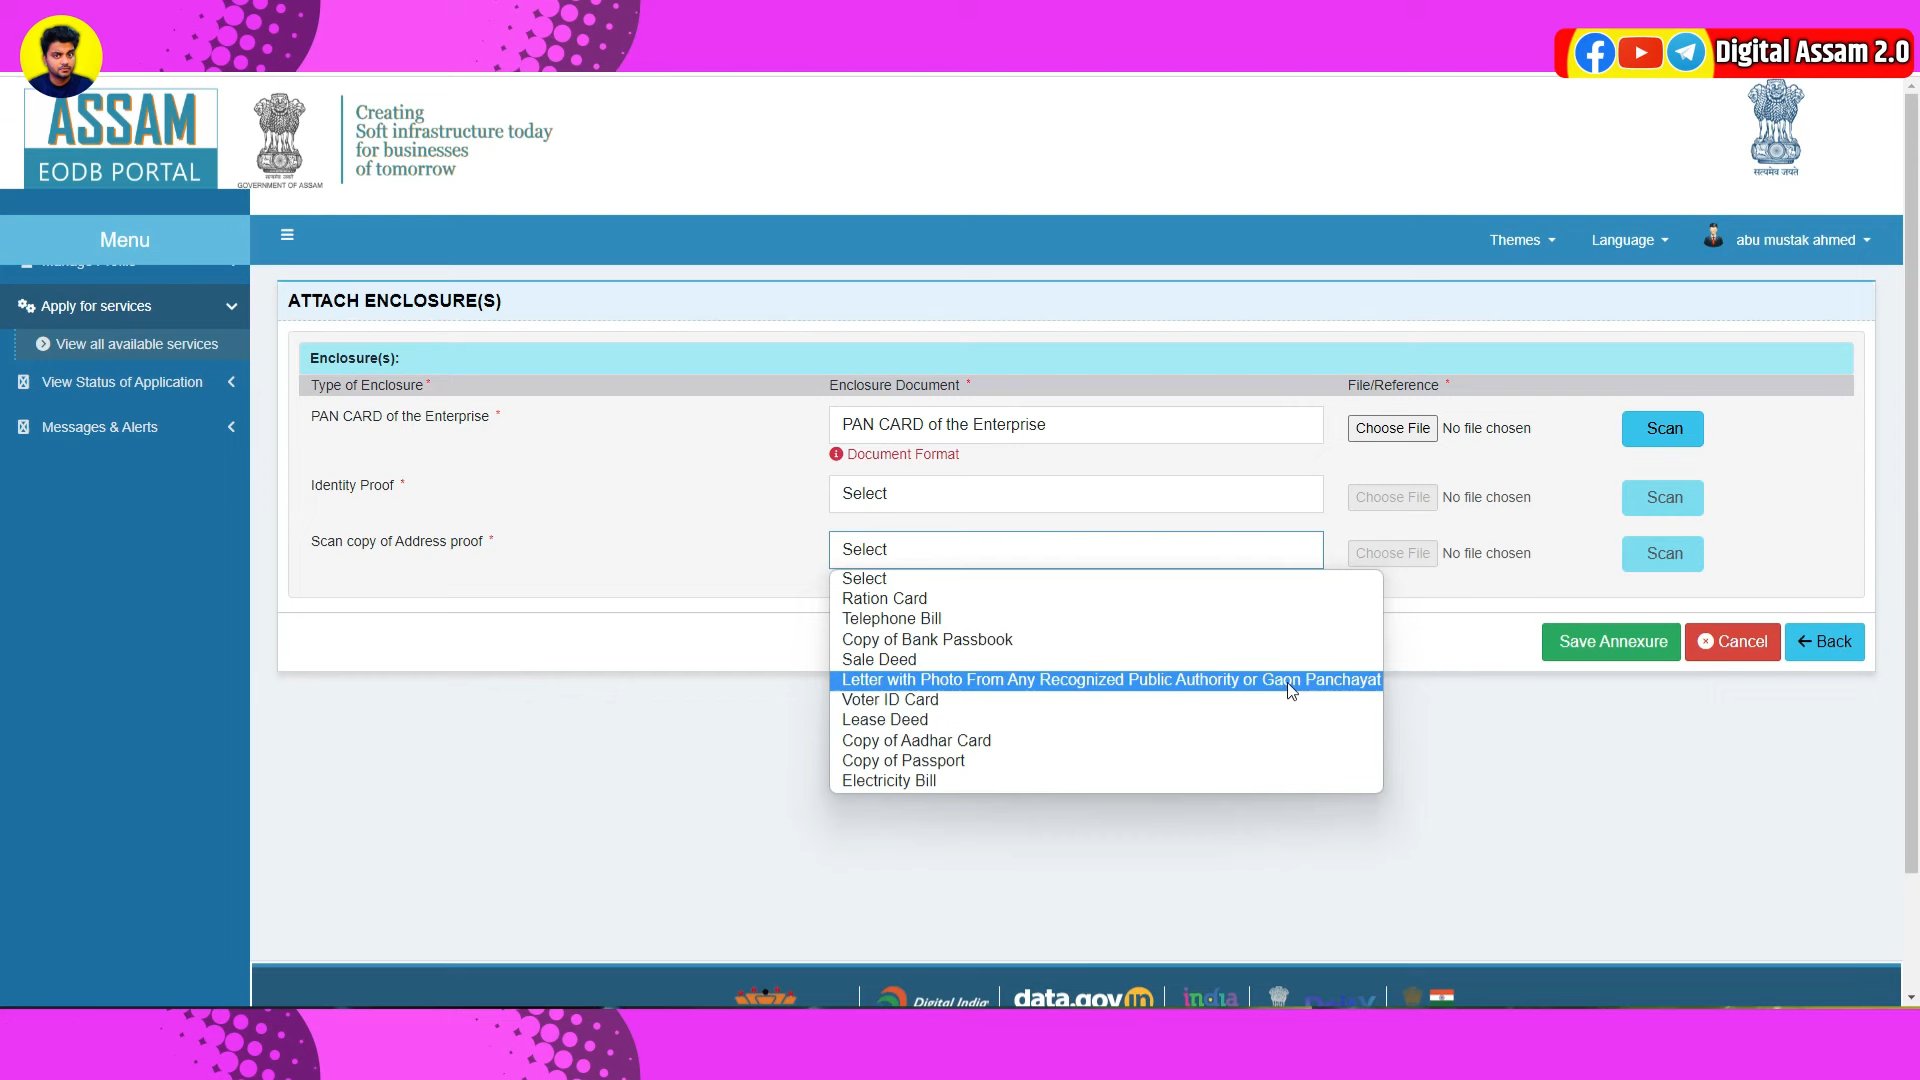 Digital Assam 2.0
ASSAM
EODB PORTAL
GOVERNMENT OF ASSAM
Creating
Soft infrastructure today
for businesses
of tomorrow
सत्यमेव जयते
Menu
Themes
Language
abu mustak ahmed
Apply for services
View all available services
View Status of Application
Messages & Alerts
ATTACH ENCLOSURE(S)
Enclosure(s):
Type of Enclosure *
Enclosure Document *
File/Reference *
PAN CARD of the Enterprise *
PAN CARD of the Enterprise
Choose File No file chosen
Scan
Document Format
Identity Proof *
Select
Choose File No file chosen
Scan
Scan copy of Address proof *
Select
Choose File No file chosen
Scan
Select
Ration Card
Telephone Bill
Copy of Bank Passbook
Sale Deed
Letter with Photo From Any Recognized Public Authority or Gaon Panchayat
Voter ID Card
Lease Deed
Copy of Aadhar Card
Copy of Passport
Electricity Bill
Save Annexure
Cancel
Back
Digital India
data.gov
india